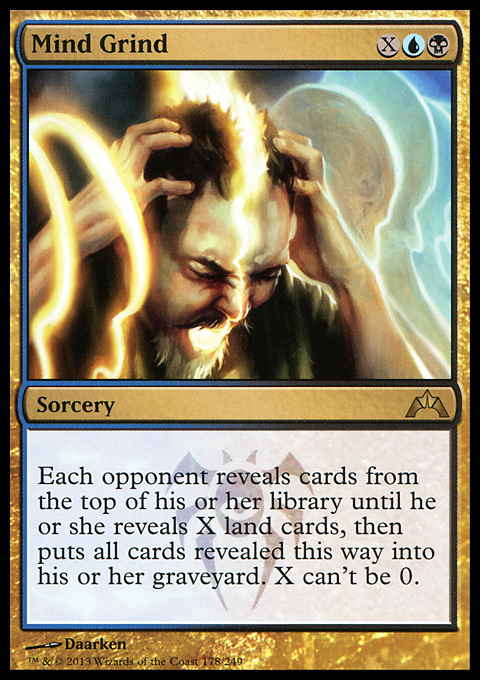 Mind Grind X
Sorcery
Each opponent reveals cards from
the top of his or her library until he
or she reveals X land cards, then
puts all cards revealed this way into
his or her graveyard. X can't be 0.
Daarken
™ & © 2013 Wizards of the Coast 178/249